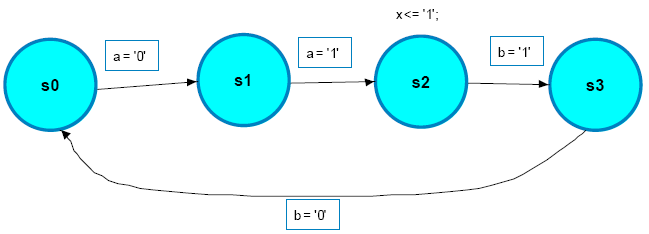 x <= '1';
a = '0'
a = '1'
b = '1'
s0
s1
s2
s3
b = '0'